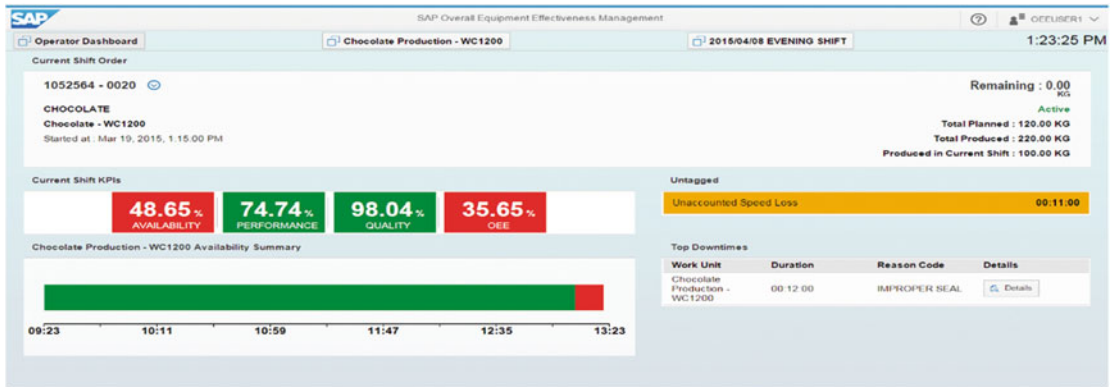 SAP
SAP Overall Equipment Effectiveness Management
OEEUSER1
Operator Dashboard
Chocolate Production - WC1200
2015/04/08 EVENING SHIFT
1:23:25 PM
Current Shift Order
1052564 - 0020
Remaining : 0.00
KG
CHOCOLATE
Active
Chocolate - WC1200
Total Planned : 120.00 KG
Started at : Mar 19, 2015, 1.15:00 PM
Total Produced : 220.00 KG
Produced in Current Shift : 100.00 KG
Current Shift KPIs
48.65%
AVAILABILITY
74.74%
PERFORMANCE
98.04%
QUALITY
35.65%
OEE
Untagged
Unaccounted Speed Loss 00:11:00
Chocolate Production - WC1200 Availability Summary
09:23 10:11 10:59 11:47 12:35 13:23
Top Downtimes
Work Unit Duration Reason Code Details
Chocolate
Production - 00:12:00 IMPROPER SEAL Details
WC1200